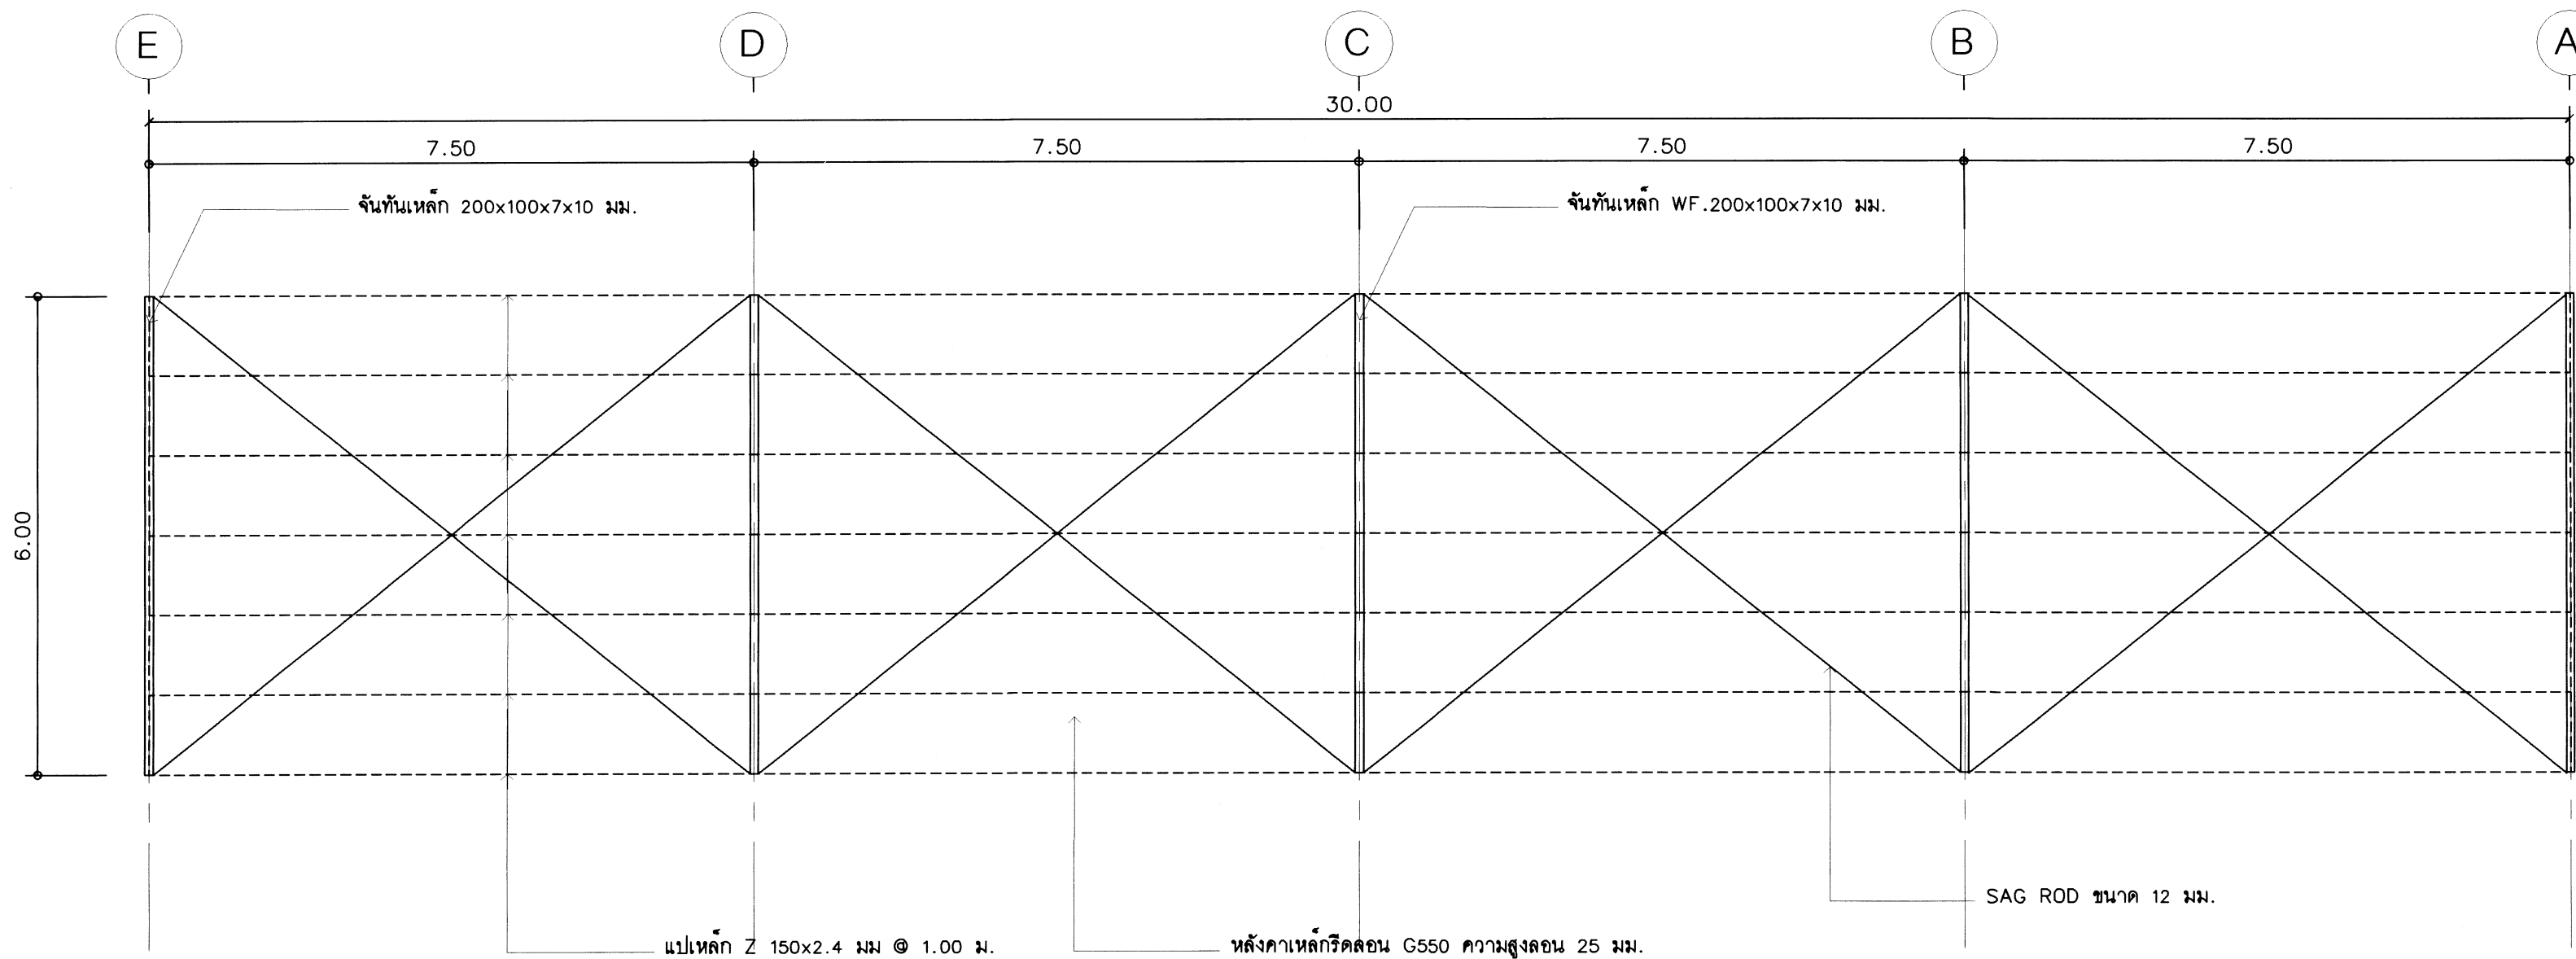 E D C B A
30.00
7.50 7.50 7.50 7.50
จันทันเหล็ก 200x100x7x10 มม.
จันทันเหล็ก WF.200x100x7x10 มม.
6.00
SAG ROD ขนาด 12 มม.
แปเหล็ก Z 150x2.4 มม @ 1.00 ม.
หลังคาเหล็กรีดลอน G550 ความสูงลอน 25 มม.